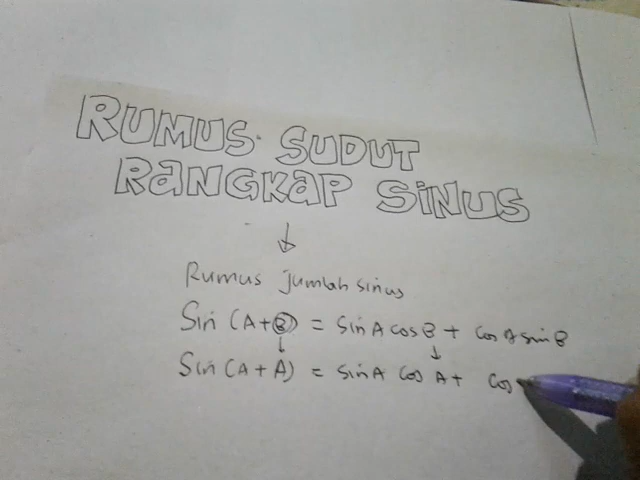 RUMUS SUDUT
RANGKAP SINUS
Rumus jumlah sinus
Sin (A+B) = Sin A cos B + cos A sin B
Sin (A+A) = Sin A cos A + cos